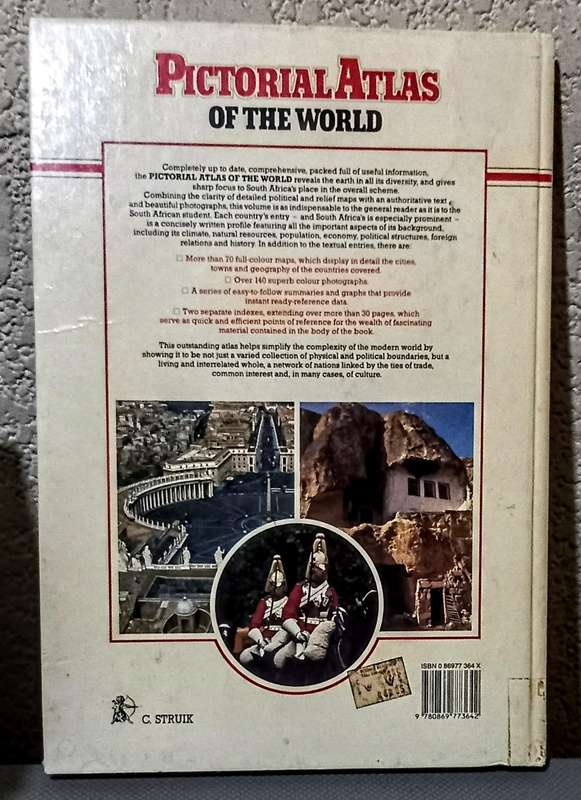 PICTORIAL ATLAS
OF THE WORLD
Completely up to date, comprehensive, packed full of useful information,
the PICTORIAL ATLAS OF THE WORLD reveals the earth in all its diversity, and gives
sharp focus to South Africa's place in the overall scheme.
Combining the clarity of detailed political and relief maps with an authoritative text
and beautiful photographs, this volume is as indispensable to the general reader as it is to the
South African student. Each country's entry – and South Africa's is especially prominent –
is a concisely written profile featuring all the important aspects of its background,
including its climate, natural resources, population, economy, political structures, foreign
relations and history. In addition to the textual entries, there are:
□ More than 70 full-colour maps, which display in detail the cities,
towns and geography of the countries covered.
□ Over 140 superb colour photographs.
□ A series of easy-to-follow summaries and graphs that provide
instant ready-reference data.
□ Two separate indexes, extending over more than 30 pages, which
serve as quick and efficient points of reference for the wealth of fascinating
material contained in the body of the book.
This outstanding atlas helps simplify the complexity of the modern world by
showing it to be not just a varied collection of physical and political boundaries, but a
living and interrelated whole, a network of nations linked by the ties of trade,
common interest and, in many cases, of culture.
C. STRUIK
ISBN 0 86977 364 X
9 780869 773642